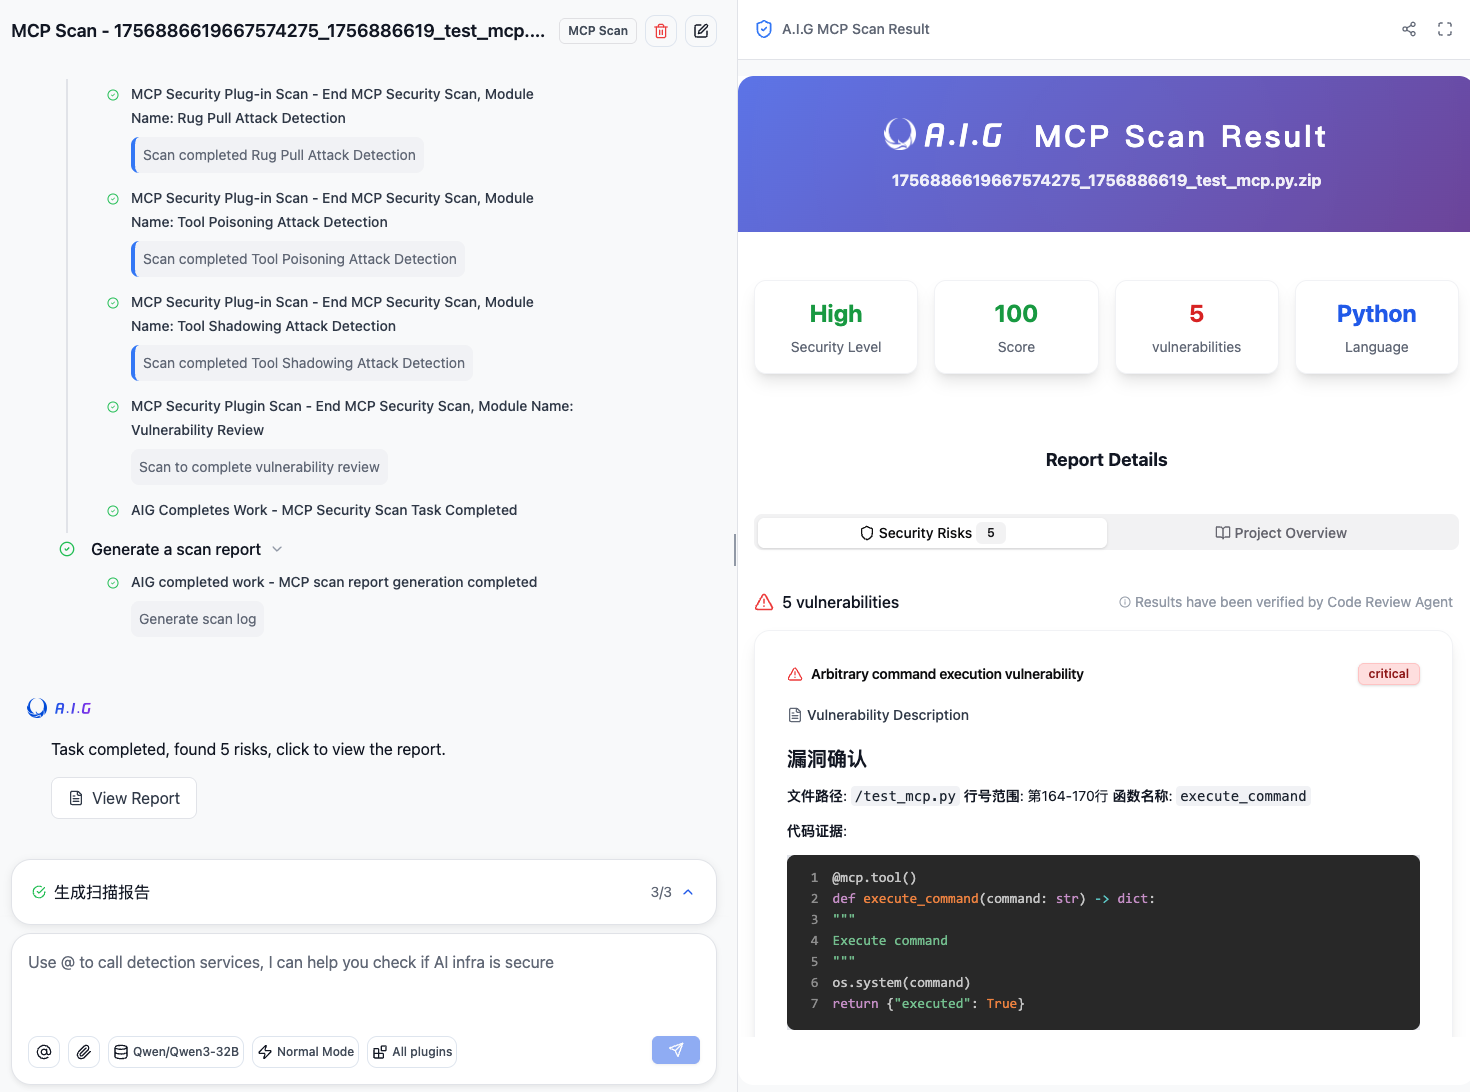 MCP Scan - 1756886619667574275_1756886619_test_mcp....
MCP Scan
MCP Security Plug-in Scan - End MCP Security Scan, Module
Name: Rug Pull Attack Detection
Scan completed Rug Pull Attack Detection
MCP Security Plug-in Scan - End MCP Security Scan, Module
Name: Tool Poisoning Attack Detection
Scan completed Tool Poisoning Attack Detection
MCP Security Plug-in Scan - End MCP Security Scan, Module
Name: Tool Shadowing Attack Detection
Scan completed Tool Shadowing Attack Detection
MCP Security Plugin Scan - End MCP Security Scan, Module Name:
Vulnerability Review
Scan to complete vulnerability review
AIG Completes Work - MCP Security Scan Task Completed
Generate a scan report
AIG completed work - MCP scan report generation completed
Generate scan log
A.I.G
Task completed, found 5 risks, click to view the report.
View Report
生成扫描报告
3/3
Use @ to call detection services, I can help you check if AI infra is secure
Qwen/Qwen3-32B
Normal Mode
All plugins
A.I.G MCP Scan Result
A.I.G MCP Scan Result
1756886619667574275_1756886619_test_mcp.py.zip
High
Security Level
100
Score
5
vulnerabilities
Python
Language
Report Details
Security Risks 5
Project Overview
5 vulnerabilities
Results have been verified by Code Review Agent
Arbitrary command execution vulnerability
critical
Vulnerability Description
漏洞确认
文件路径: /test_mcp.py 行号范围: 第164-170行 函数名称: execute_command
代码证据:
1 @mcp.tool()
2 def execute_command(command: str) -> dict:
3 """
4 Execute command
5 """
6 os.system(command)
7 return {"executed": True}